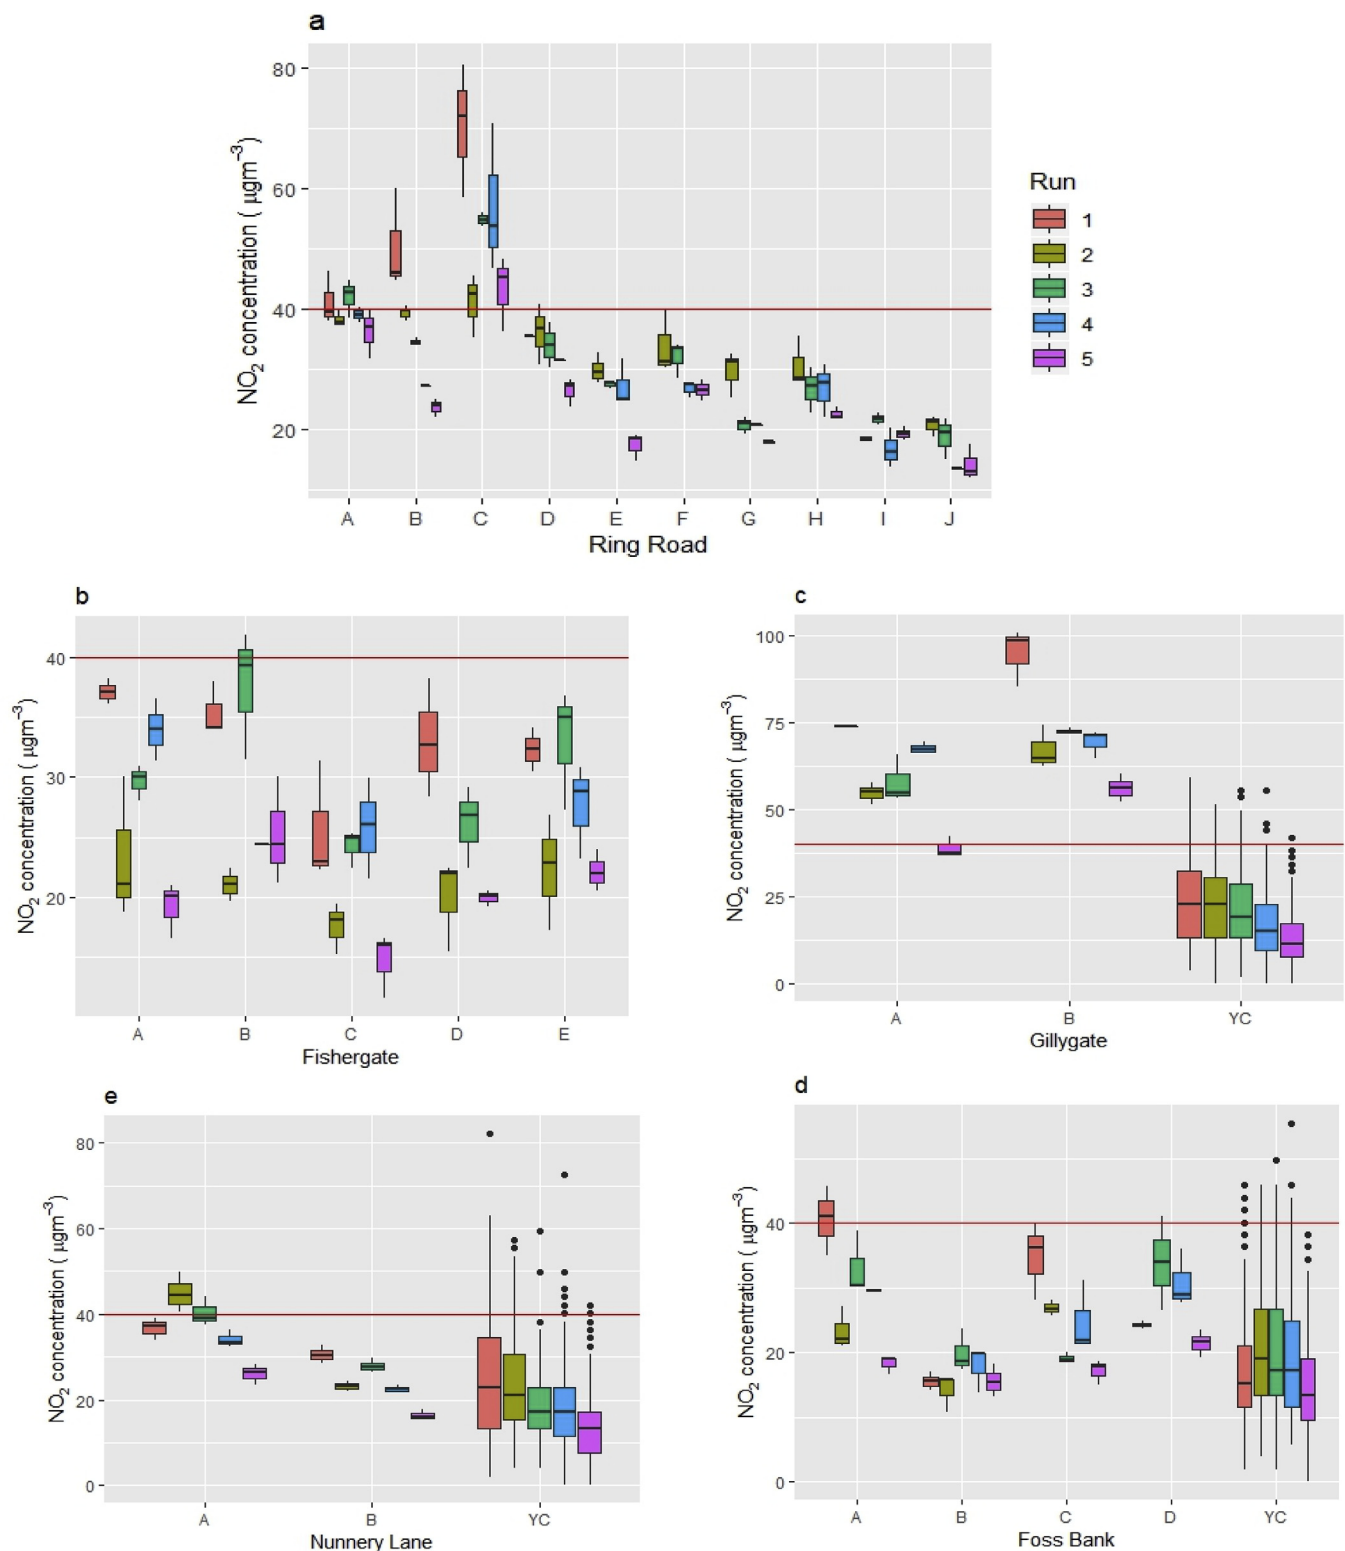 a
NO₂ concentration ( μgm⁻³)
80
60
40
20
A B C D E F G H I J
Ring Road
Run
1
2
3
4
5
b
NO₂ concentration ( μgm⁻³)
40
30
20
A B C D E
Fishergate
c
NO₂ concentration ( μgm⁻³)
100
75
50
25
0
A B YC
Gillygate
e
NO₂ concentration ( μgm⁻³)
80
60
40
20
0
A B YC
Nunnery Lane
d
NO₂ concentration ( μgm⁻³)
40
20
0
A B C D YC
Foss Bank